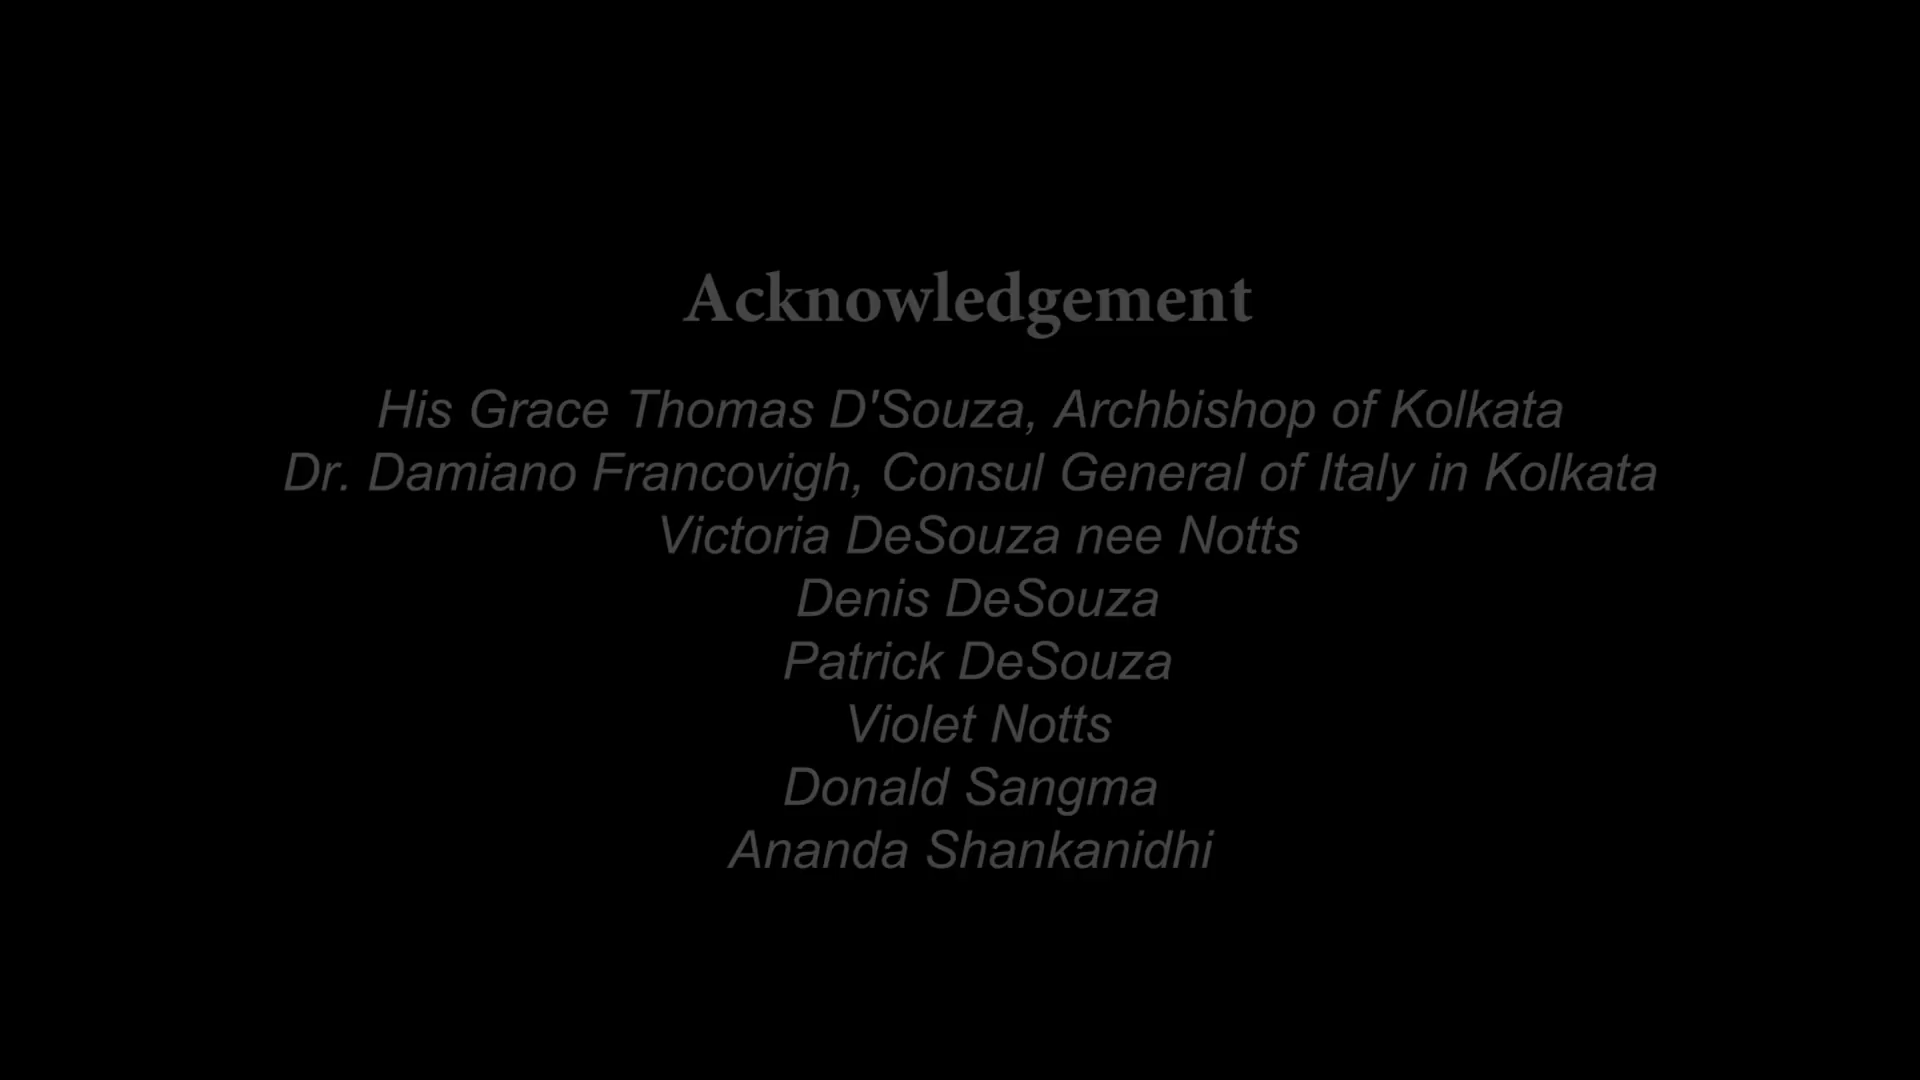 Acknowledgement
His Grace Thomas D'Souza, Archbishop of Kolkata
Dr. Damiano Francovigh, Consul General of Italy in Kolkata
Victoria DeSouza nee Notts
Denis DeSouza
Patrick DeSouza
Violet Notts
Donald Sangma
Ananda Shankanidhi